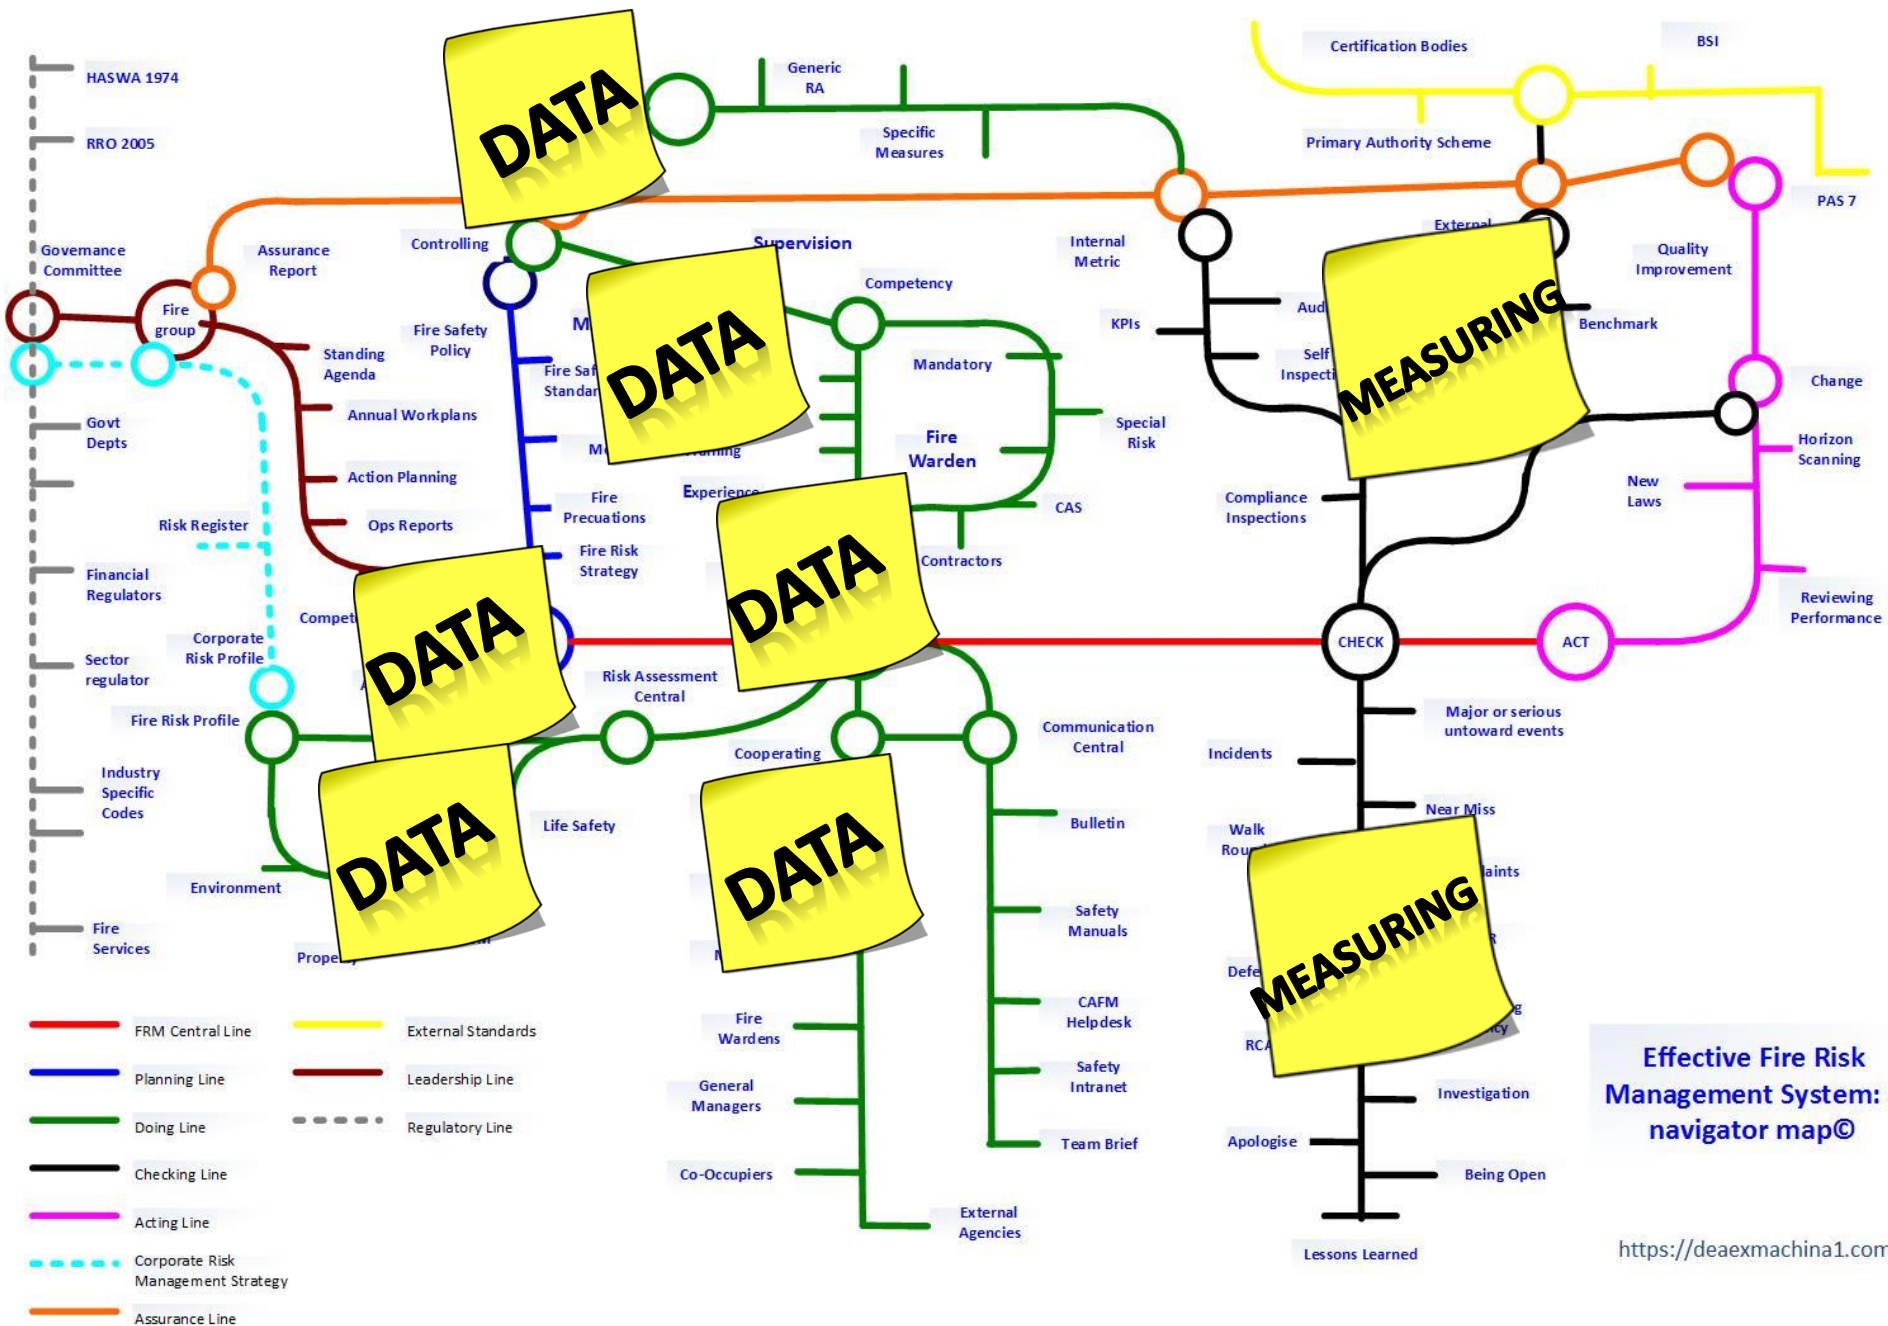 HASWA 1974
RRO 2005
Governance
Committee
Fire
group
Assurance
Report
Standing
Agenda
Annual Workplans
Action Planning
Ops Reports
Govt
Depts
Risk Register
Financial
Regulators
Corporate
Risk Profile
Sector
regulator
Fire Risk Profile
Industry
Specific
Codes
Environment
Fire
Services
DATA
Generic
RA
Specific
Measures
Controlling
Supervision
Fire Safety
Policy
Fire
Precuations
Fire Risk
Strategy
DATA
Competency
Mandatory
Special
Risk
Fire
Warden
Experience
CAS
Contractors
DATA
DATA
DATA
Risk Assessment
Central
Life Safety
Cooperating
DATA
Communication
Central
Bulletin
Safety
Manuals
CAFM
Helpdesk
Safety
Intranet
Team Brief
Fire
Wardens
General
Managers
Co-Occupiers
External
Agencies
Certification Bodies
BSI
Primary Authority Scheme
PAS 7
Internal
Metric
External
KPIs
Self
MEASURING
Benchmark
Quality
Improvement
Change
Horizon
Scanning
New
Laws
Reviewing
Performance
Compliance
Inspections
CHECK
ACT
Major or serious
untoward events
Incidents
Near Miss
Walk
MEASURING
Investigation
Apologise
Being Open
Lessons Learned
FRM Central Line
Planning Line
Doing Line
Checking Line
Acting Line
Corporate Risk
Management Strategy
Assurance Line
External Standards
Leadership Line
Regulatory Line
Effective Fire Risk
Management System:
navigator map©
https://deaexmachina1.com